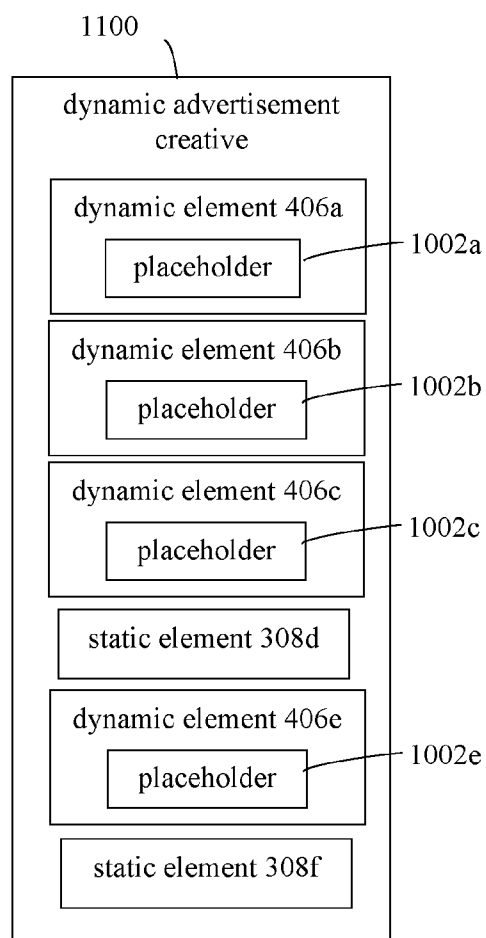 1100
dynamic advertisement
creative
dynamic element 406a
placeholder
1002a
dynamic element 406b
placeholder
1002b
dynamic element 406c
placeholder
1002c
static element 308d
dynamic element 406e
placeholder
1002e
static element 308f